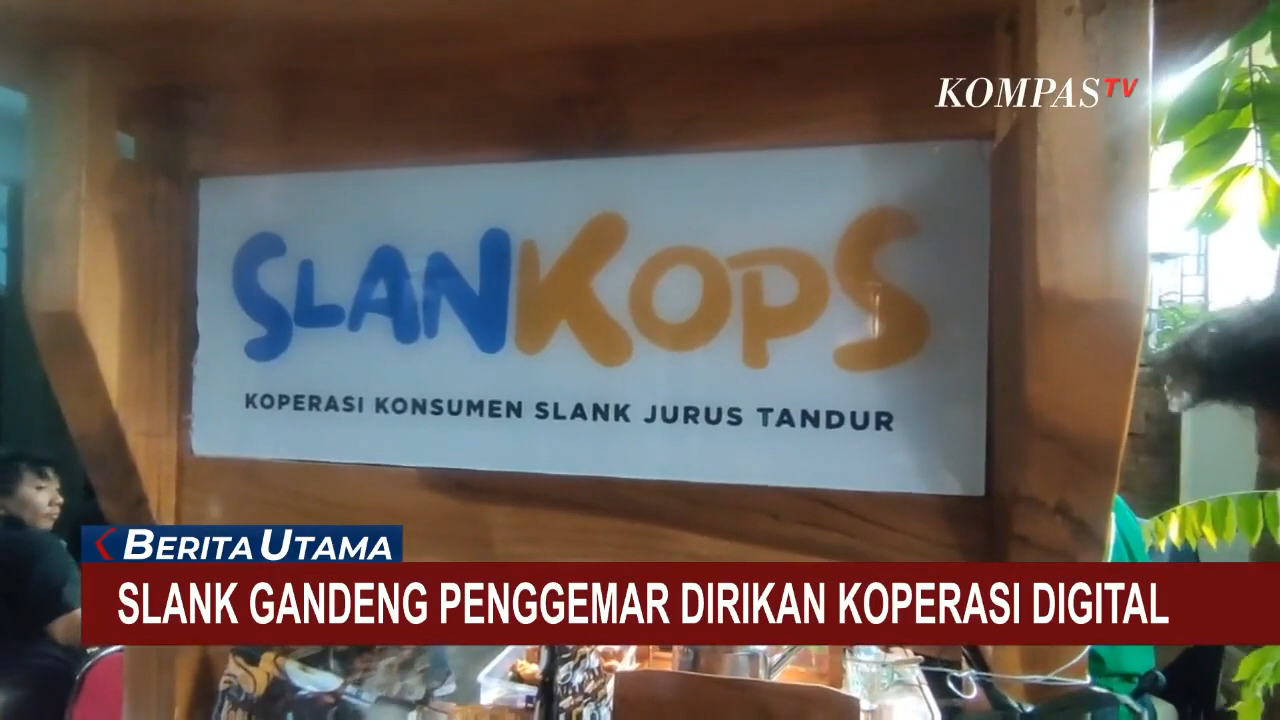 KOMPASTV
SLANKOPS
KOPERASI KONSUMEN SLANK JURUS TANDUR
BERITA UTAMA
SLANK GANDENG PENGGEMAR DIRIKAN KOPERASI DIGITAL